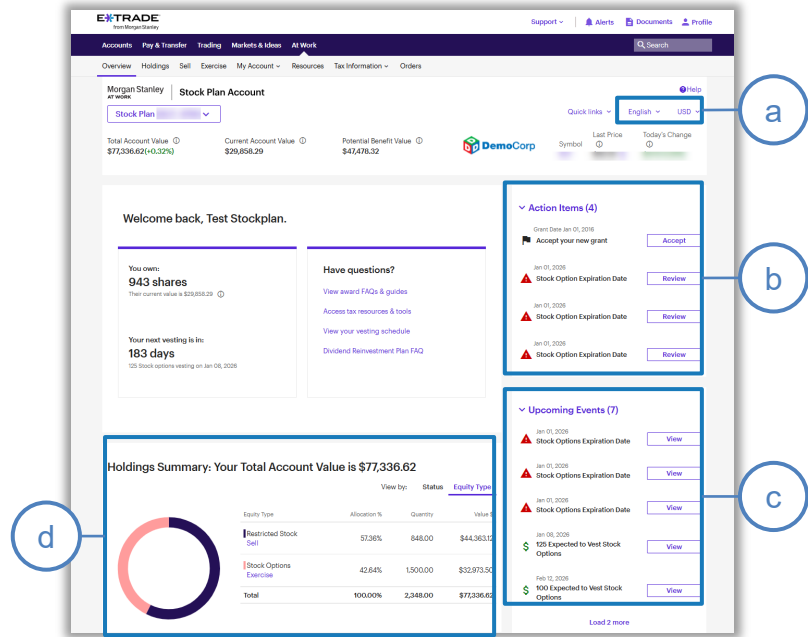 E*TRADE
from Morgan Stanley
Support
Alerts
Documents
Profile
Accounts Pay & Transfer Trading Markets & Ideas At Work
Search
Overview Holdings Sell Exercise My Account Resources Tax Information Orders
Morgan Stanley
AT WORK
Stock Plan Account
Help
Stock Plan
Quick links
English
USD
a
Total Account Value
$77,336.62(+0.32%)
Current Account Value
$29,858.29
Potential Benefit Value
$47,478.32
DemoCorp
Symbol
Last Price
Today's Change
Welcome back, Test Stockplan.
You own:
943 shares
Their current value is $29,858.29
Your next vesting is in:
183 days
125 Stock options vesting on Jan 08, 2026
Have questions?
View award FAQs & guides
Access tax resources & tools
View your vesting schedule
Dividend Reinvestment Plan FAQ
Action Items (4)
Grant Date Jan 01, 2016
Accept your new grant
Accept
Jan 01, 2026
Stock Option Expiration Date
Review
Jan 01, 2026
Stock Option Expiration Date
Review
Jan 01, 2026
Stock Option Expiration Date
Review
b
Upcoming Events (7)
Jan 01, 2026
Stock Options Expiration Date
View
Jan 01, 2026
Stock Options Expiration Date
View
Jan 01, 2026
Stock Options Expiration Date
View
Jan 08, 2026
125 Expected to Vest Stock
Options
View
Feb 12, 2026
100 Expected to Vest Stock
Options
View
Load 2 more
c
d
Holdings Summary: Your Total Account Value is $77,336.62
View by: Status Equity Type
Equity Type Allocation % Quantity Value $
Restricted Stock
Sell
57.36% 848.00 $44,363.12
Stock Options
Exercise
42.64% 1,500.00 $32,973.50
Total 100.00% 2,348.00 $77,336.62